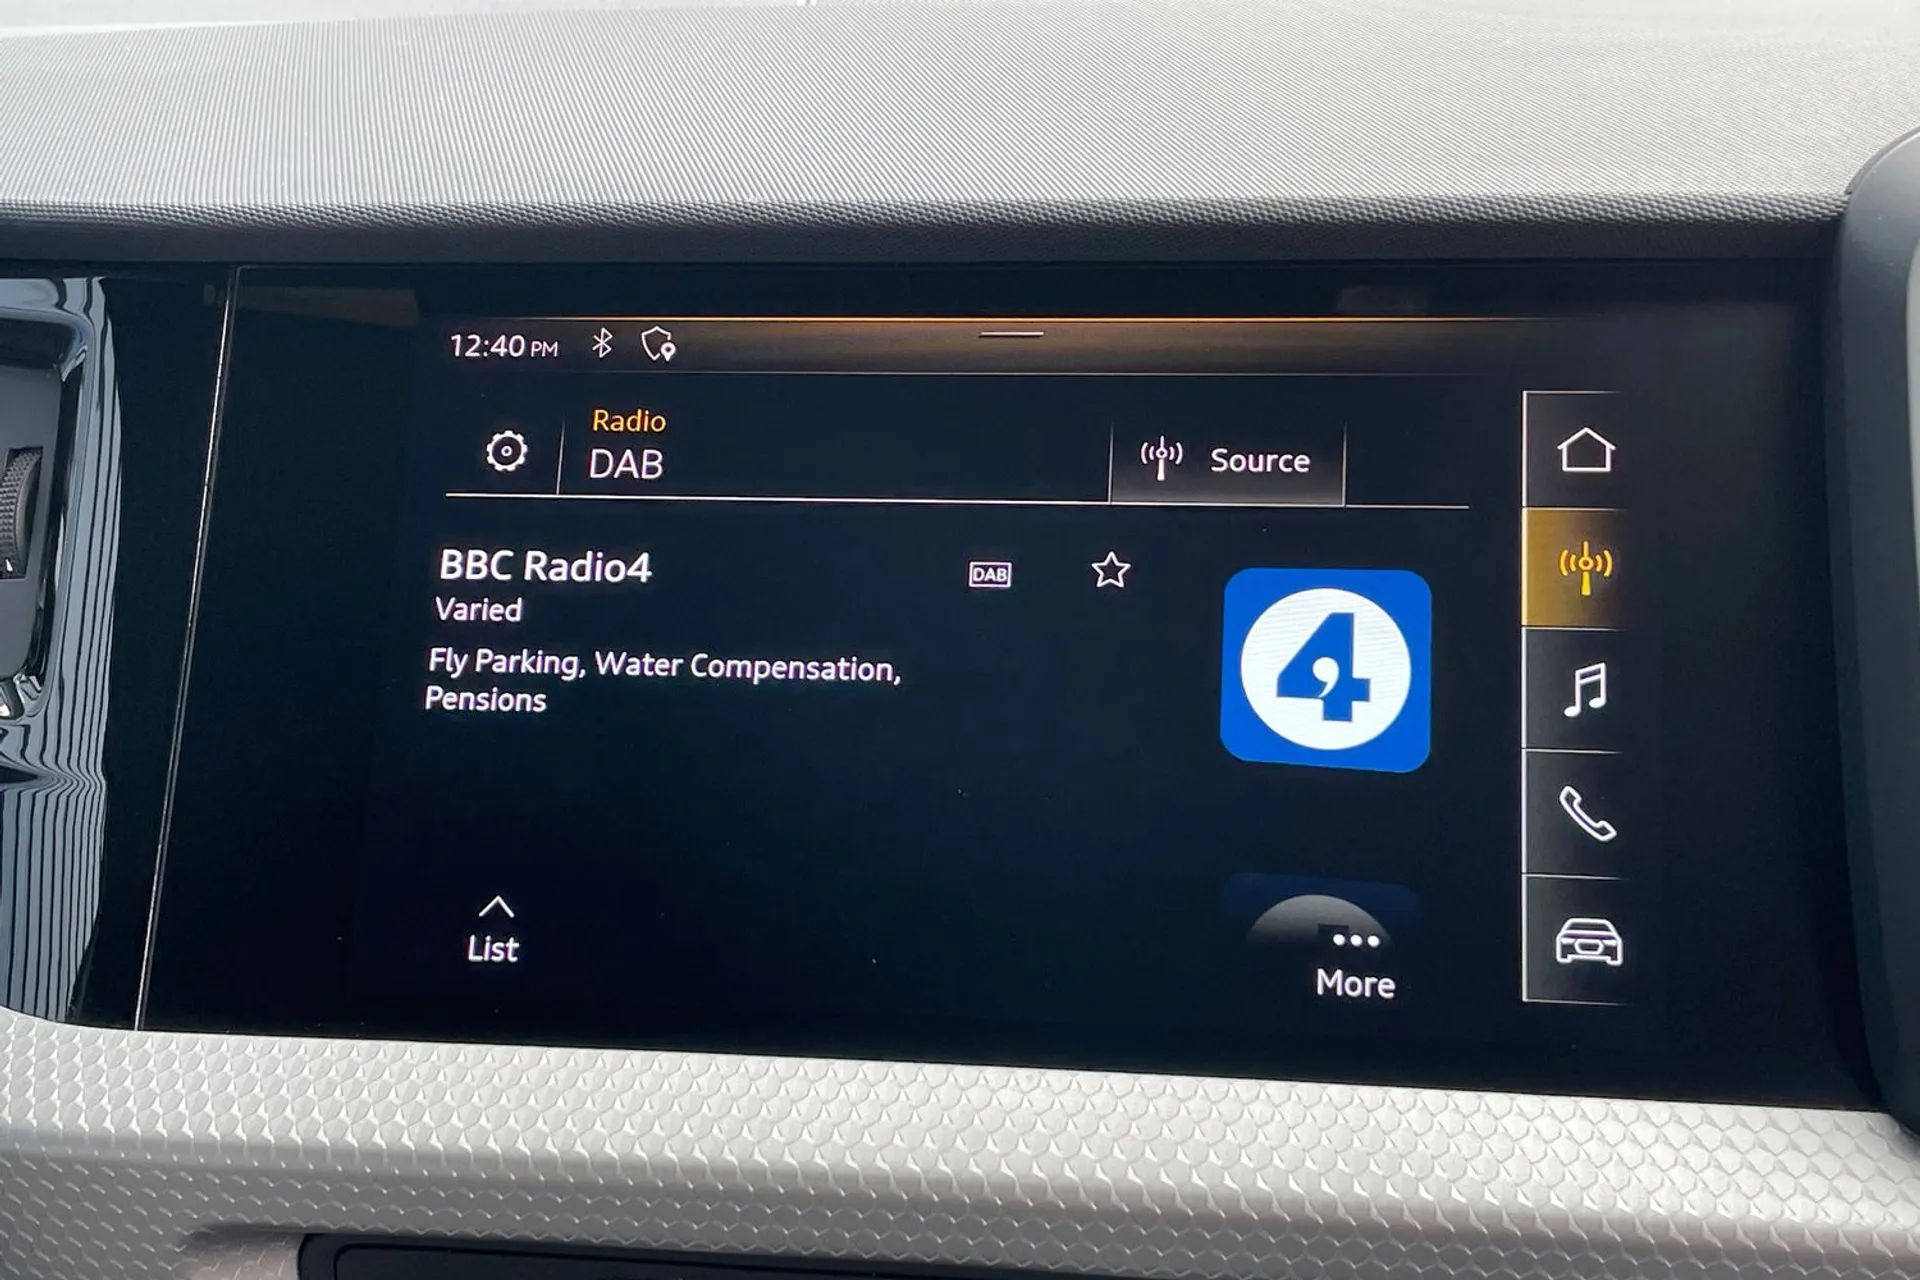 12:40 PM
Radio
DAB
Source
BBC Radio4
DAB
Varied
Fly Parking, Water Compensation,
Pensions
4
List
More